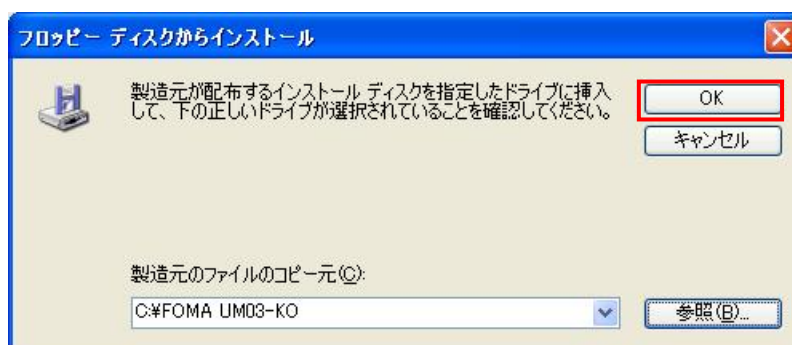 フロッピー ディスクからインストール
製造元が配布するインストール ディスクを指定したドライブに挿入
して、下の正しいドライブが選択されていることを確認してください。
OK
キャンセル
製造元のファイルのコピー元(C):
C:¥FOMA UM03-KO
参照(B)...